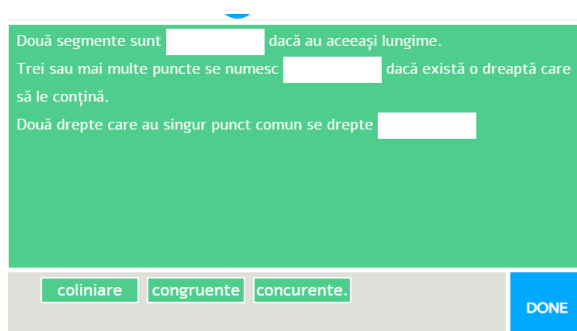 Două segmente sunt dacă au aceeași lungime.
Trei sau mai multe puncte se numesc dacă există o dreaptă care
să le conțină.
Două drepte care au singur punct comun se drepte
coliniare congruente concurente.
DONE